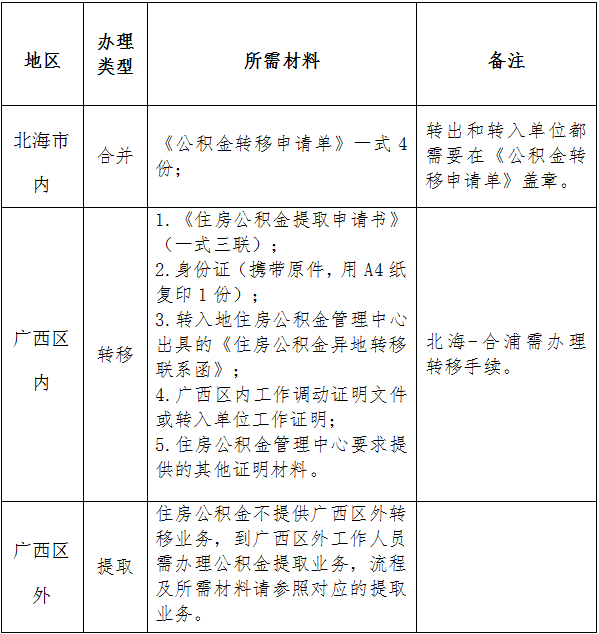 地区
办理
类型
所需材料
备注
北海市
内
合并
《公积金转移申请单》一式4
份；
转出和转入单位都
需要在《公积金转
移申请单》盖章。
广西区
内
转移
1.《住房公积金提取申请书》
（一式三联）；
2.身份证（携带原件，用A4纸
复印1份）；
3.转入地住房公积金管理中心
出具的《住房公积金异地转移
联系函》；
4.广西区内工作调动证明文件
或转入单位工作证明；
5.住房公积金管理中心要求提
供的其他证明材料。
北海-合浦需办理
转移手续。
广西区
外
提取
住房公积金不提供广西区外转
移业务，到广西区外工作人员
需办理公积金提取业务，流程
及所需材料请参照对应的提取
业务。